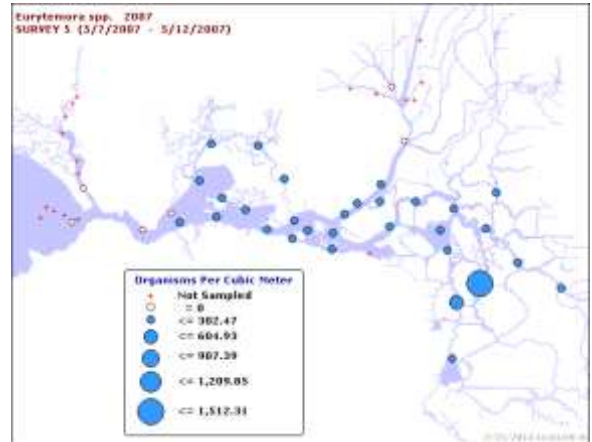 Eurytemora spp. 2007
SURVEY 5 (5/7/2007 - 5/12/2007)
Organisms Per Cubic Meter
Not Sampled
= 0
<= 302.47
<= 604.93
<= 907.39
<= 1,209.85
<= 1,512.31